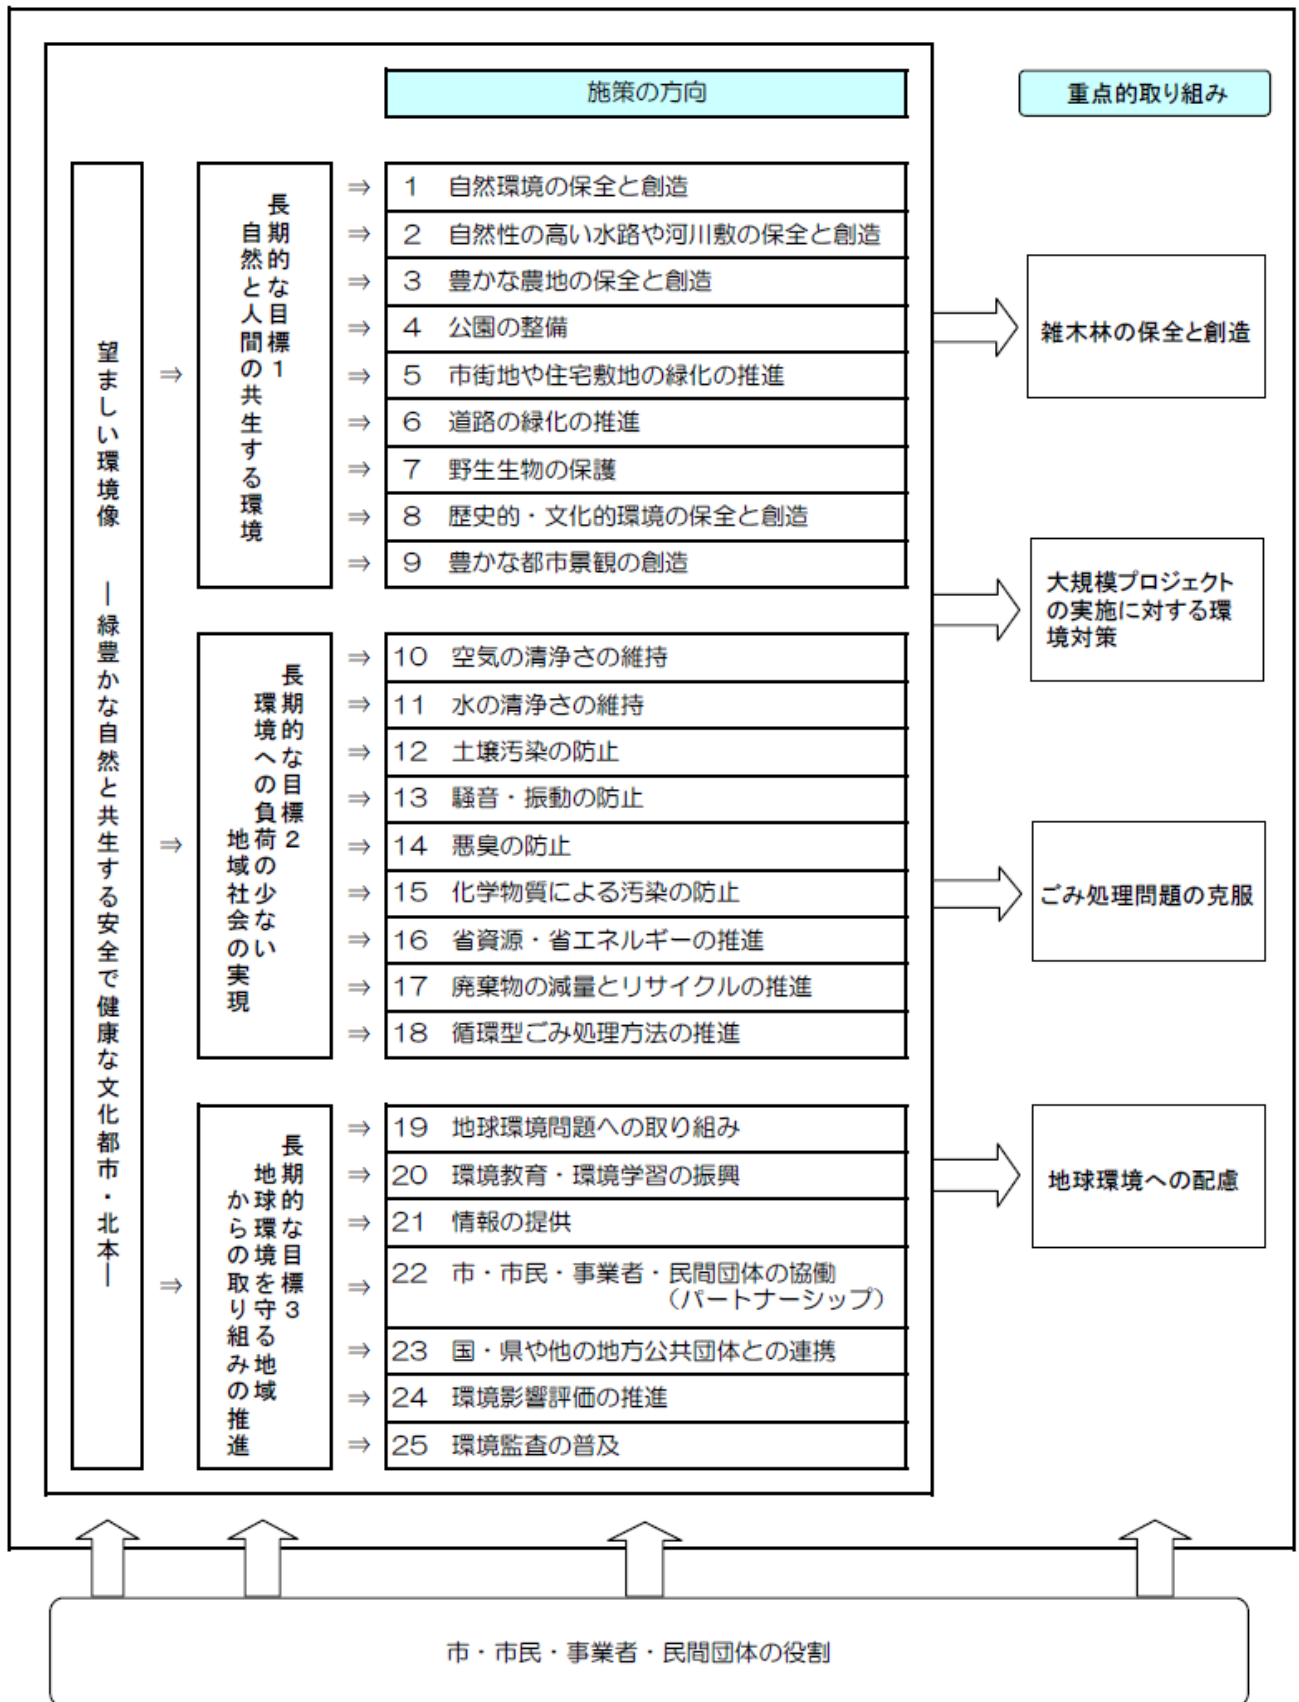 施策の方向
重点的取り組み
望ましい環境像 ―緑豊かな自然と共生する安全で健康な文化都市・北本―
⇒
長期的な目標1
自然と人間の共生する環境
⇒ 1 自然環境の保全と創造
⇒ 2 自然性の高い水路や河川敷の保全と創造
⇒ 3 豊かな農地の保全と創造
⇒ 4 公園の整備
⇒ 5 市街地や住宅敷地の緑化の推進
⇒ 6 道路の緑化の推進
⇒ 7 野生生物の保護
⇒ 8 歴史的・文化的環境の保全と創造
⇒ 9 豊かな都市景観の創造
⇒
長期的な目標2
環境への負荷の少ない
地域社会の実現
⇒ 10 空気の清浄さの維持
⇒ 11 水の清浄さの維持
⇒ 12 土壌汚染の防止
⇒ 13 騒音・振動の防止
⇒ 14 悪臭の防止
⇒ 15 化学物質による汚染の防止
⇒ 16 省資源・省エネルギーの推進
⇒ 17 廃棄物の減量とリサイクルの推進
⇒ 18 循環型ごみ処理方法の推進
⇒
長期的な目標3
地球環境を守る地域
からの取り組みの推進
⇒ 19 地球環境問題への取り組み
⇒ 20 環境教育・環境学習の振興
⇒ 21 情報の提供
⇒ 22 市・市民・事業者・民間団体の協働
（パートナーシップ）
⇒ 23 国・県や他の地方公共団体との連携
⇒ 24 環境影響評価の推進
⇒ 25 環境監査の普及
雑木林の保全と創造
大規模プロジェクト
の実施に対する環
境対策
ごみ処理問題の克服
地球環境への配慮
市・市民・事業者・民間団体の役割